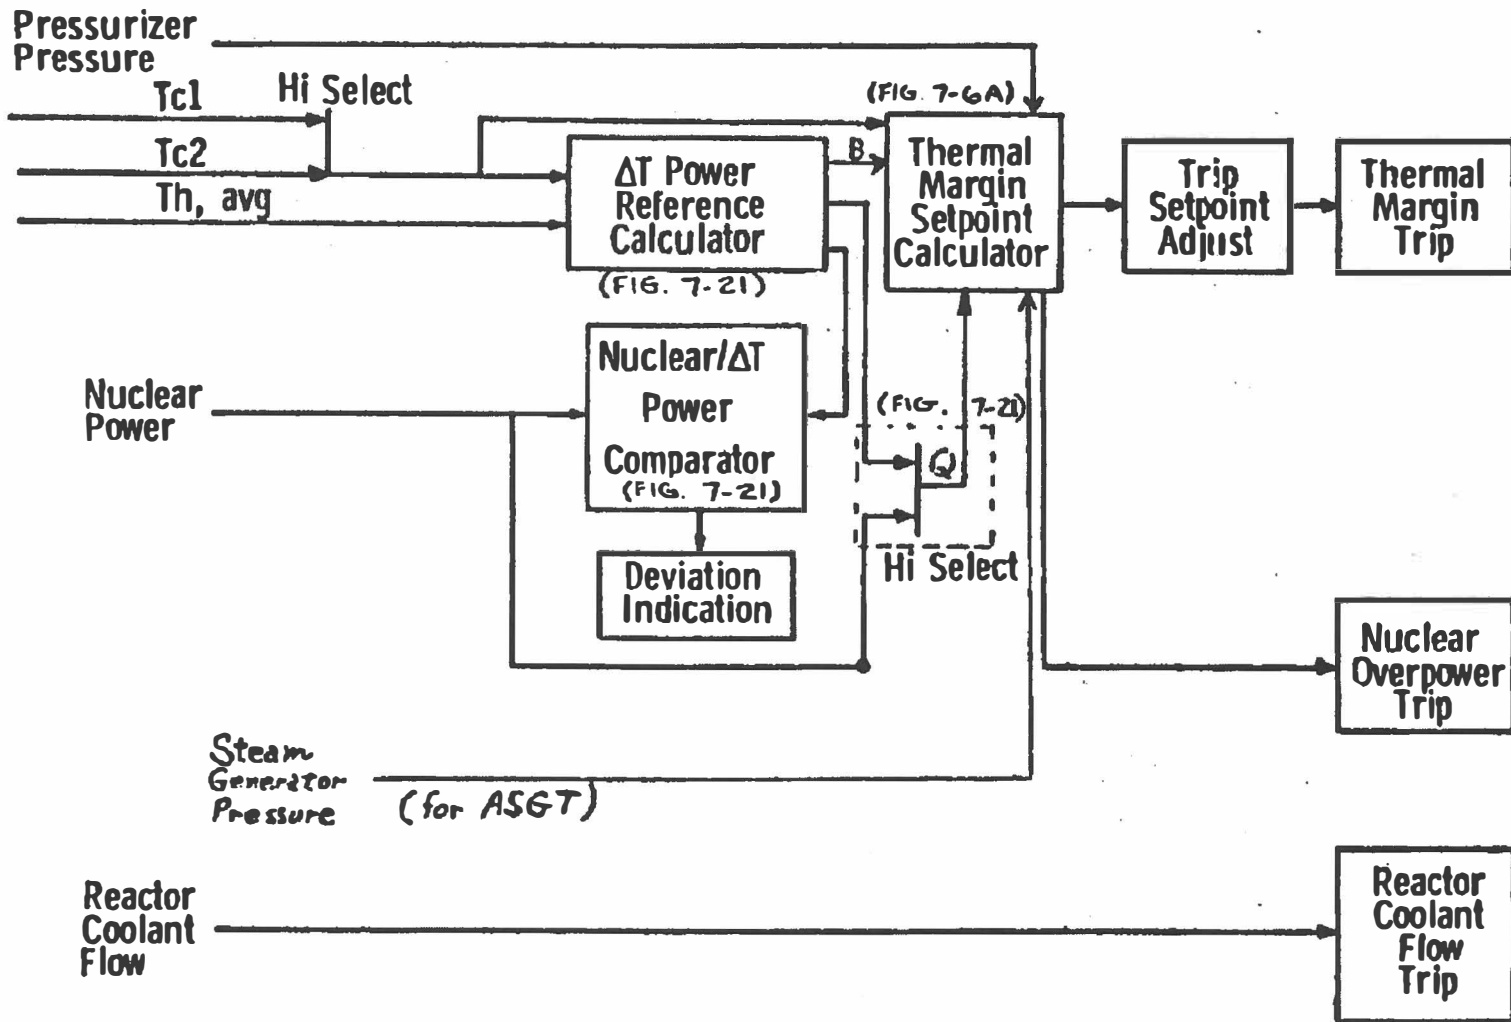 Pressurizer
Pressure
Tc1
Hi Select
Tc2
Th, avg
(FIG. 7-6A)
ΔT Power
Reference
Calculator
(FIG. 7-21)
B
Thermal
Margin
Setpoint
Calculator
Trip
Setpoint
Adjust
Thermal
Margin
Trip
Nuclear
Power
Nuclear/ΔT
Power
Comparator
(FIG. 7-21)
(FIG. 7-21)
Q
Hi Select
Deviation
Indication
Nuclear
Overpower
Trip
Steam
Generator
Pressure
(for ASGT)
Reactor
Coolant
Flow
Reactor
Coolant
Flow
Trip